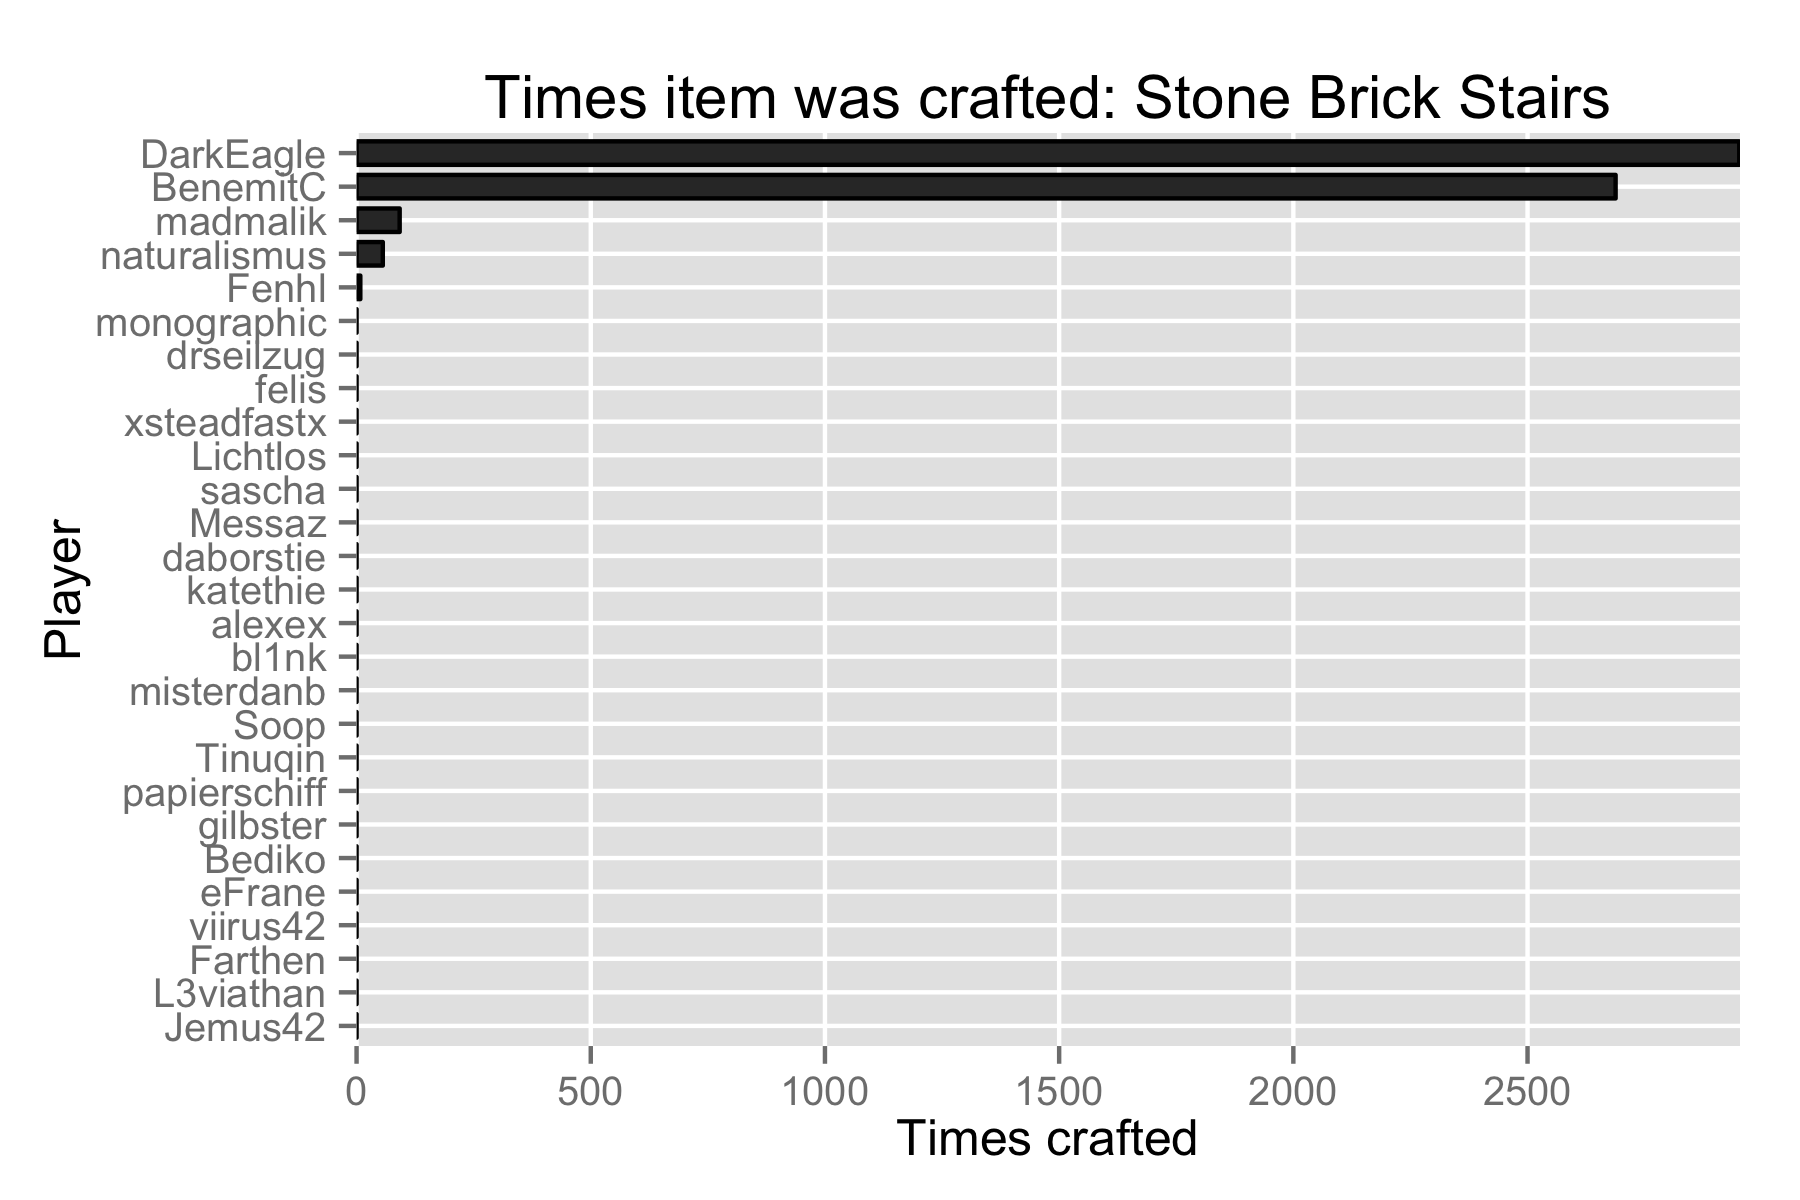 Times item was crafted: Stone Brick Stairs
DarkEagle
BenemitC
madmalik
naturalismus
Fenhl
monographic
drseilzug
felis
xsteadfastx
Lichtlos
sascha
Messaz
daborstie
katethie
alexex
bl1nk
misterdanb
Soop
Tinuqin
papierschiff
gilbster
Bediko
eFrane
viirus42
Farthen
L3viathan
Jemus42
Player
0 500 1000 1500 2000 2500
Times crafted